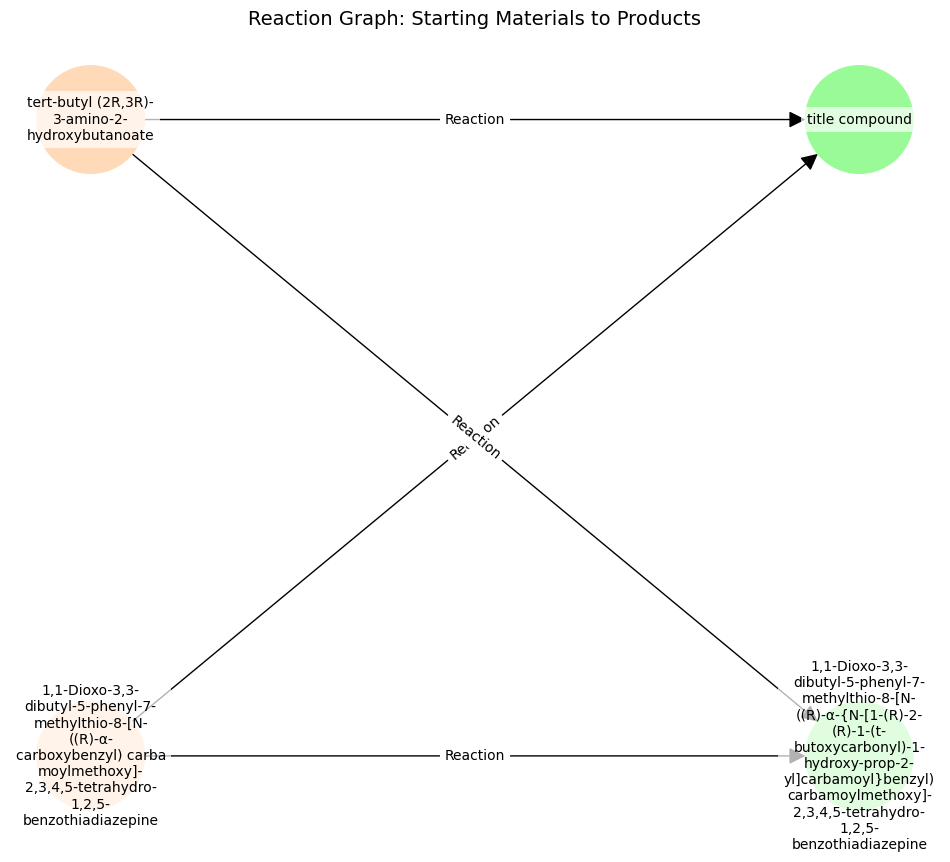 Reaction Graph: Starting Materials to Products
tert-butyl (2R,3R)-
3-amino-2-
hydroxybutanoate
Reaction
title compound
Reaction
on
1,1-Dioxo-3,3-
dibutyl-5-phenyl-7-
methylthio-8-[N-
((R)-α-
carboxybenzyl) carba
moylmethoxy]-
2,3,4,5-tetrahydro-
1,2,5-
benzothiadiazepine
Reaction
1,1-Dioxo-3,3-
dibutyl-5-phenyl-7-
methylthio-8-[N-
((R)-α-{N-[1-(R)-2-
(R)-1-(t-
butoxycarbonyl)-1-
hydroxy-prop-2-
yl]carbamoyl}benzyl)
carbamoylmethoxy]-
2,3,4,5-tetrahydro-
1,2,5-
benzothiadiazepine